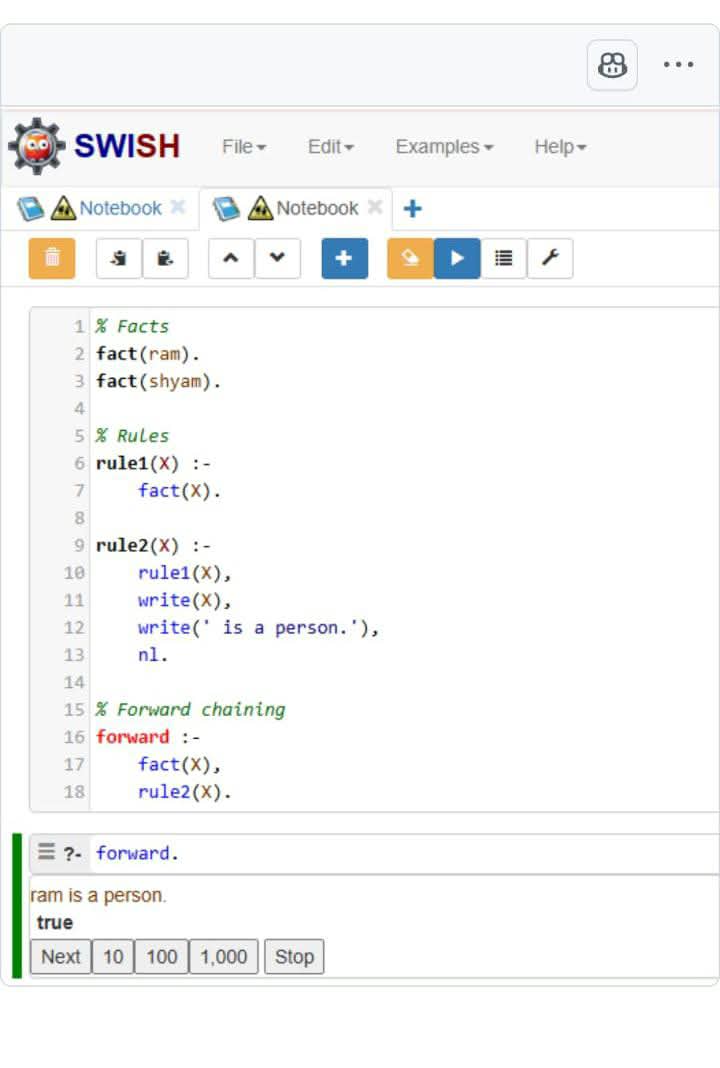 SWISH File Edit Examples Help
Notebook Notebook
1 % Facts
2 fact(ram).
3 fact(shyam).
4
5 % Rules
6 rule1(X) :-
7     fact(X).
8
9 rule2(X) :-
10     rule1(X),
11     write(X),
12     write(' is a person.'),
13     nl.
14
15 % Forward chaining
16 forward :-
17     fact(X),
18     rule2(X).
?- forward.
ram is a person.
true
Next 10 100 1,000 Stop